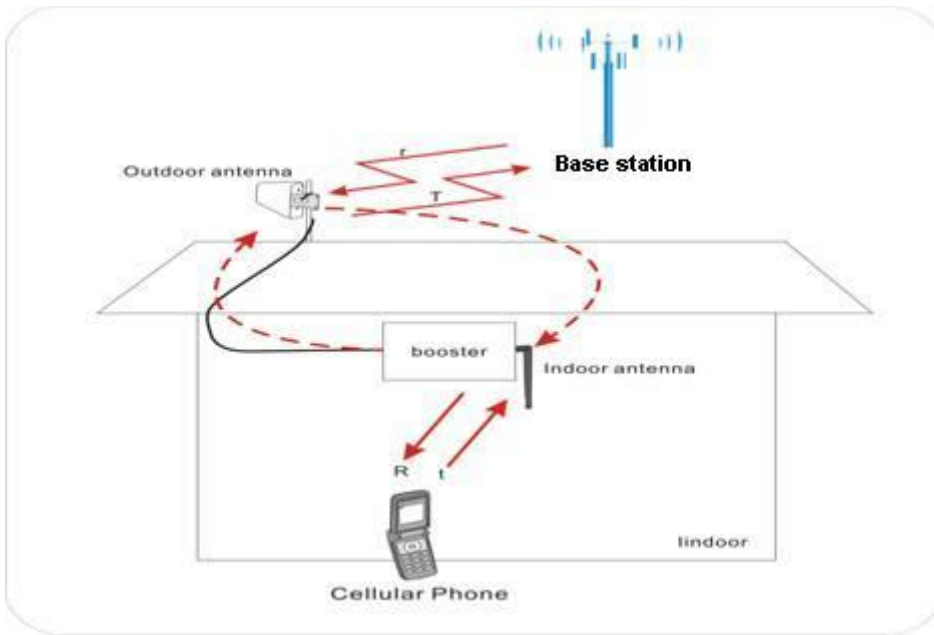 r
Base station
Outdoor antenna
T
booster
Indoor antenna
R
t
lindoor
Cellular Phone